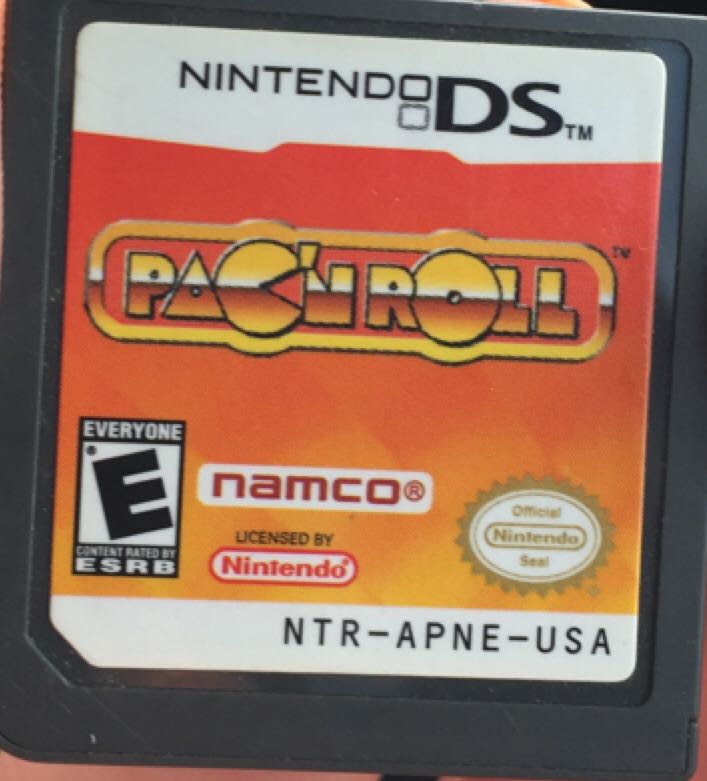 NINTENDO DS™
PAC'N ROLL™
EVERYONE
E
CONTENT RATED BY
ESRB
namco®
LICENSED BY
Nintendo®
Official
Nintendo
Seal
NTR-APNE-USA